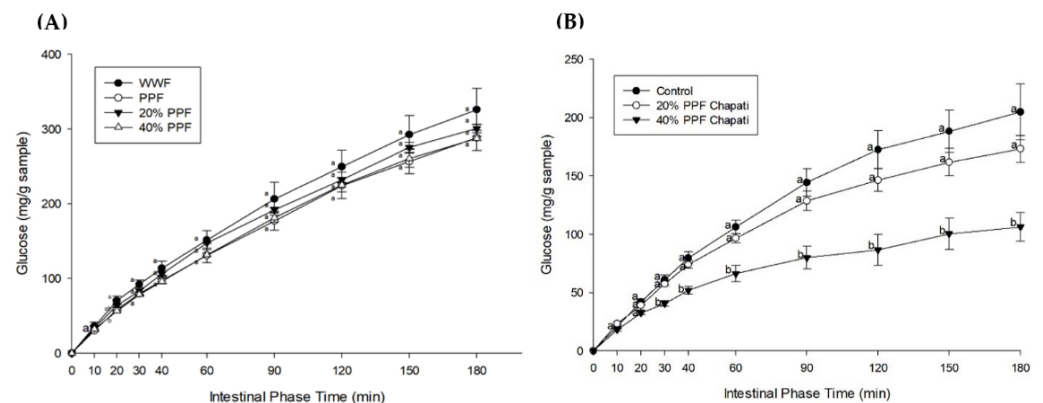 (A)
400
300
200
100
0
Glucose (mg/g sample)
WWF
PPF
20% PPF
40% PPF
a
0 10 20 30 40 60 90 120 150 180
Intestinal Phase Time (min)
(B)
250
200
150
100
50
0
Glucose (mg/g sample)
Control
20% PPF Chapati
40% PPF Chapati
a a a a a a a a a
a a a a a a a
a b b b b b b b
0 10 20 30 40 60 90 120 150 180
Intestinal Phase Time (min)